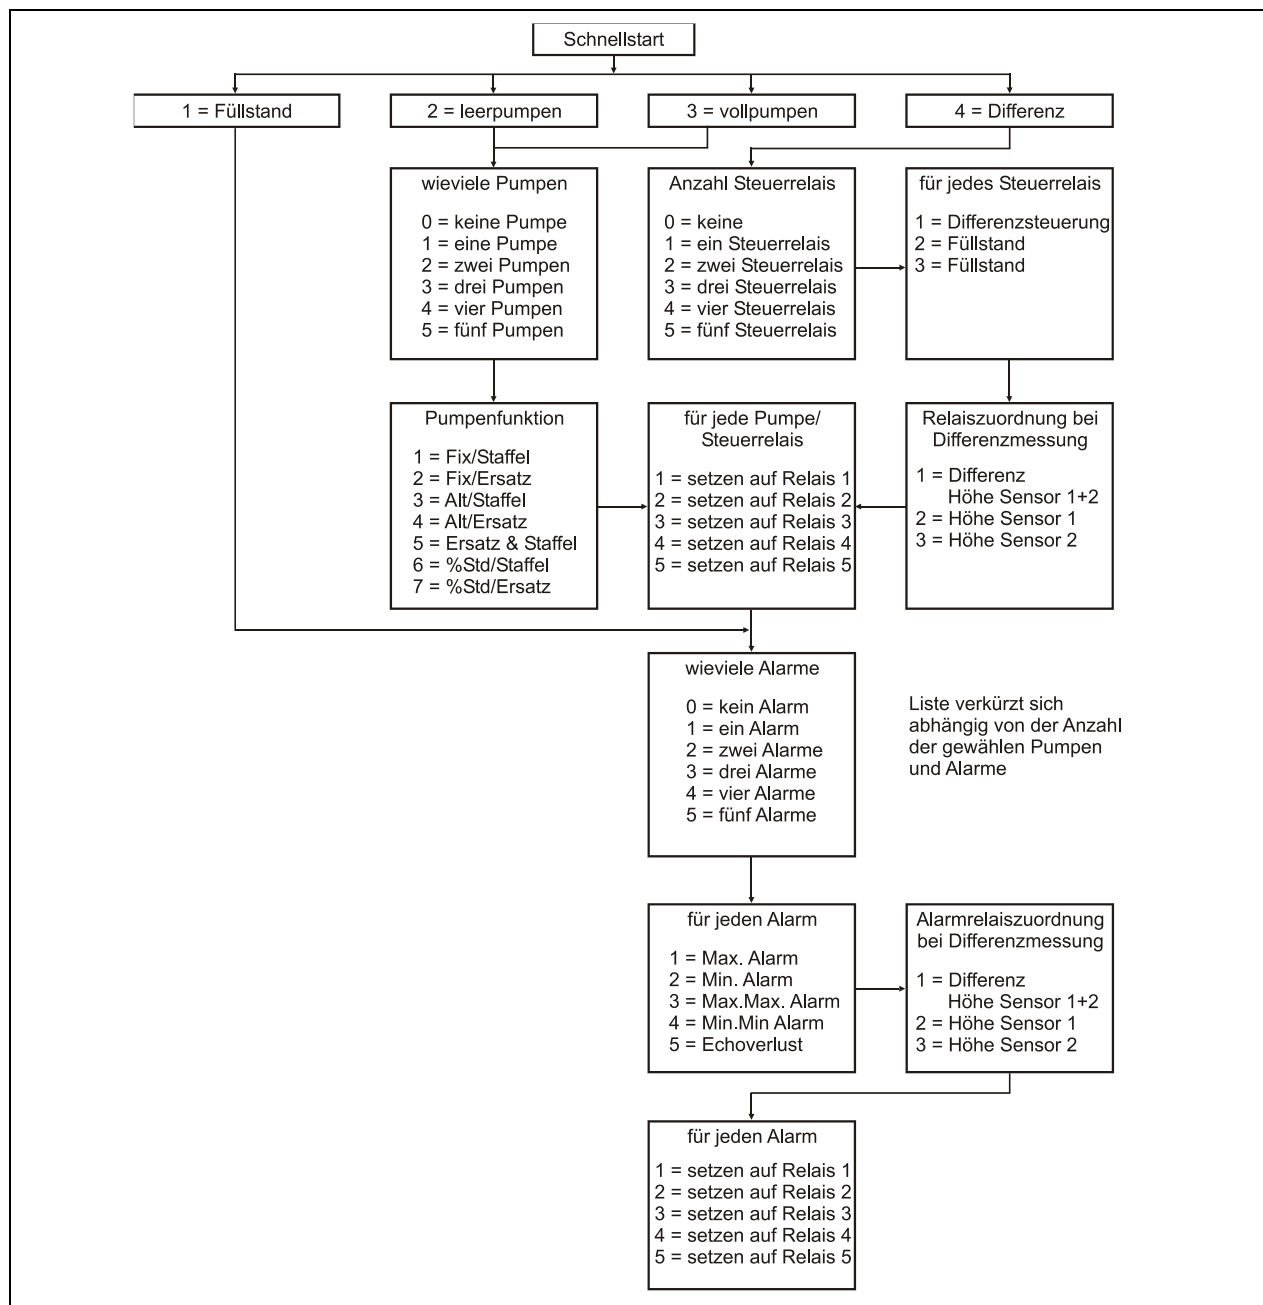 Schnellstart
1 = Füllstand
2 = leerpumpen
3 = vollpumpen
4 = Differenz
wieviele Pumpen
0 = keine Pumpe
1 = eine Pumpe
2 = zwei Pumpen
3 = drei Pumpen
4 = vier Pumpen
5 = fünf Pumpen
Anzahl Steuerrelais
0 = keine
1 = ein Steuerrelais
2 = zwei Steuerrelais
3 = drei Steuerrelais
4 = vier Steuerrelais
5 = fünf Steuerrelais
für jedes Steuerrelais
1 = Differenzsteuerung
2 = Füllstand
3 = Füllstand
Pumpenfunktion
1 = Fix/Staffel
2 = Fix/Ersatz
3 = Alt/Staffel
4 = Alt/Ersatz
5 = Ersatz & Staffel
6 = %Std/Staffel
7 = %Std/Ersatz
für jede Pumpe/
Steuerrelais
1 = setzen auf Relais 1
2 = setzen auf Relais 2
3 = setzen auf Relais 3
4 = setzen auf Relais 4
5 = setzen auf Relais 5
Relaiszuordnung bei
Differenzmessung
1 = Differenz
Höhe Sensor 1+2
2 = Höhe Sensor 1
3 = Höhe Sensor 2
wieviele Alarme
0 = kein Alarm
1 = ein Alarm
2 = zwei Alarme
3 = drei Alarme
4 = vier Alarme
5 = fünf Alarme
Liste verkürzt sich
abhängig von der Anzahl
der gewählen Pumpen
und Alarme
für jeden Alarm
1 = Max. Alarm
2 = Min. Alarm
3 = Max.Max. Alarm
4 = Min.Min Alarm
5 = Echoverlust
Alarmrelaiszuordnung
bei Differenzmessung
1 = Differenz
Höhe Sensor 1+2
2 = Höhe Sensor 1
3 = Höhe Sensor 2
für jeden Alarm
1 = setzen auf Relais 1
2 = setzen auf Relais 2
3 = setzen auf Relais 3
4 = setzen auf Relais 4
5 = setzen auf Relais 5